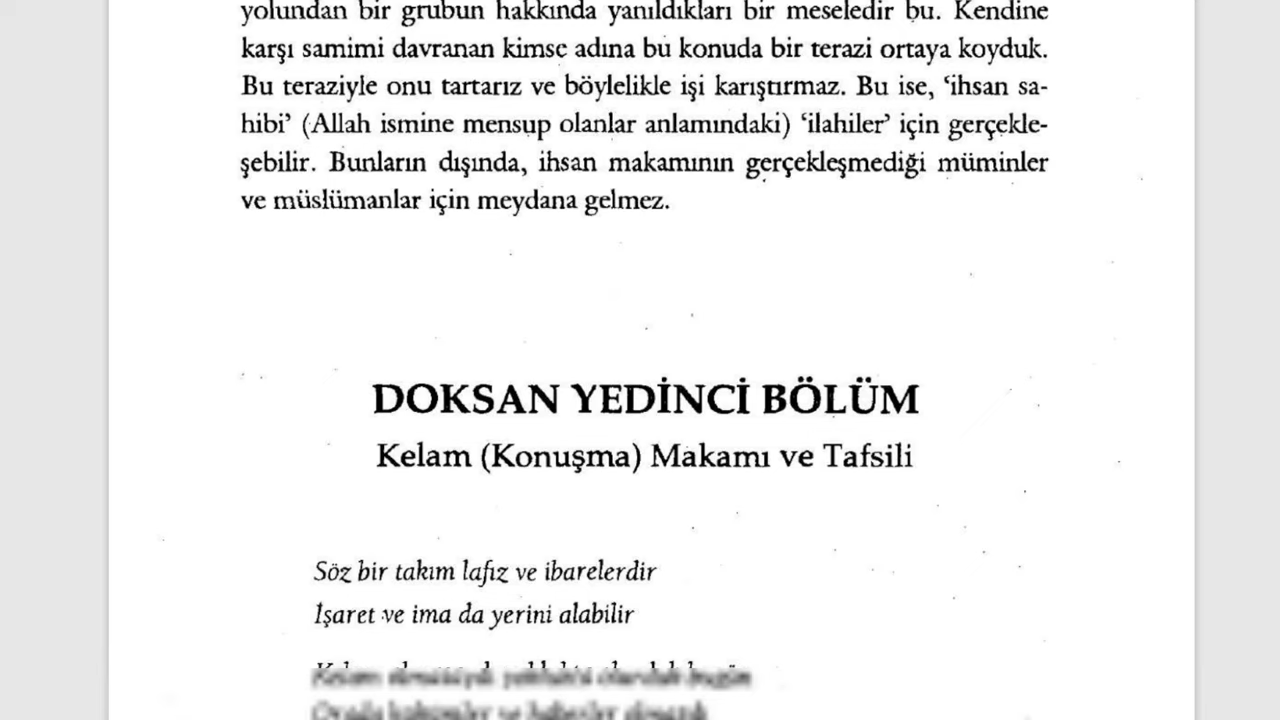 yolundan bir grubun hakkında yanıldıkları bir meseledir bu. Kendine
karşı samimi davranan kimse adına bu konuda bir terazi ortaya koyduk.
Bu teraziyle onu tartarız ve böylelikle işi karıştırmaz. Bu ise, ‘ihsan sa-
hibi’ (Allah ismine mensup olanlar anlamındaki) ‘ilahiler’ için gerçekle-
şebilir. Bunların dışında, ihsan makamının gerçekleşmediği müminler
ve müslümanlar için meydana gelmez.
DOKSAN YEDİNCİ BÖLÜM
Kelam (Konuşma) Makamı ve Tafsili
Söz bir takım lafız ve ibarelerdir
İşaret ve ima da yerini alabilir